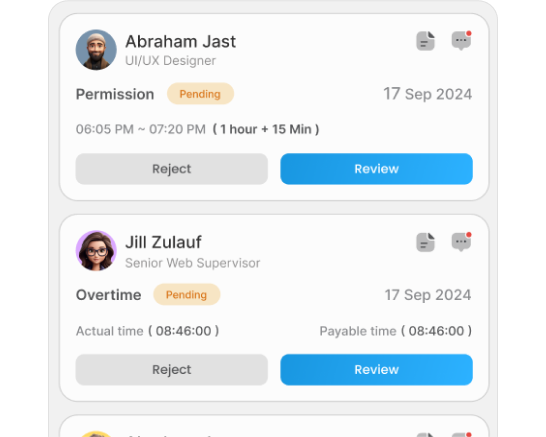 Abraham Jast
UI/UX Designer
Permission Pending 17 Sep 2024
06:05 PM ~ 07:20 PM ( 1 hour + 15 Min )
Reject Review
Jill Zulauf
Senior Web Supervisor
Overtime Pending 17 Sep 2024
Actual time ( 08:46:00 ) Payable time ( 08:46:00 )
Reject Review